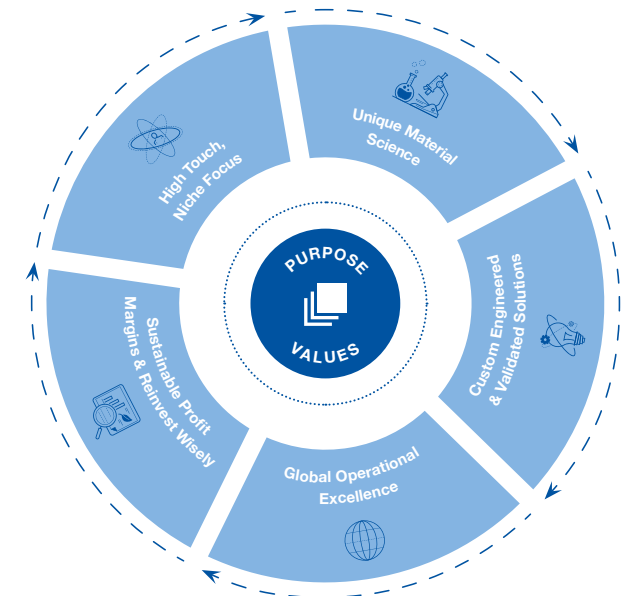 Unique Material
Science
Custom Engineered
& Validated Solutions
Global Operational
Excellence
Sustainable Profit
Margins & Reinvest Wisely
High Touch,
Niche Focus
PURPOSE
VALUES